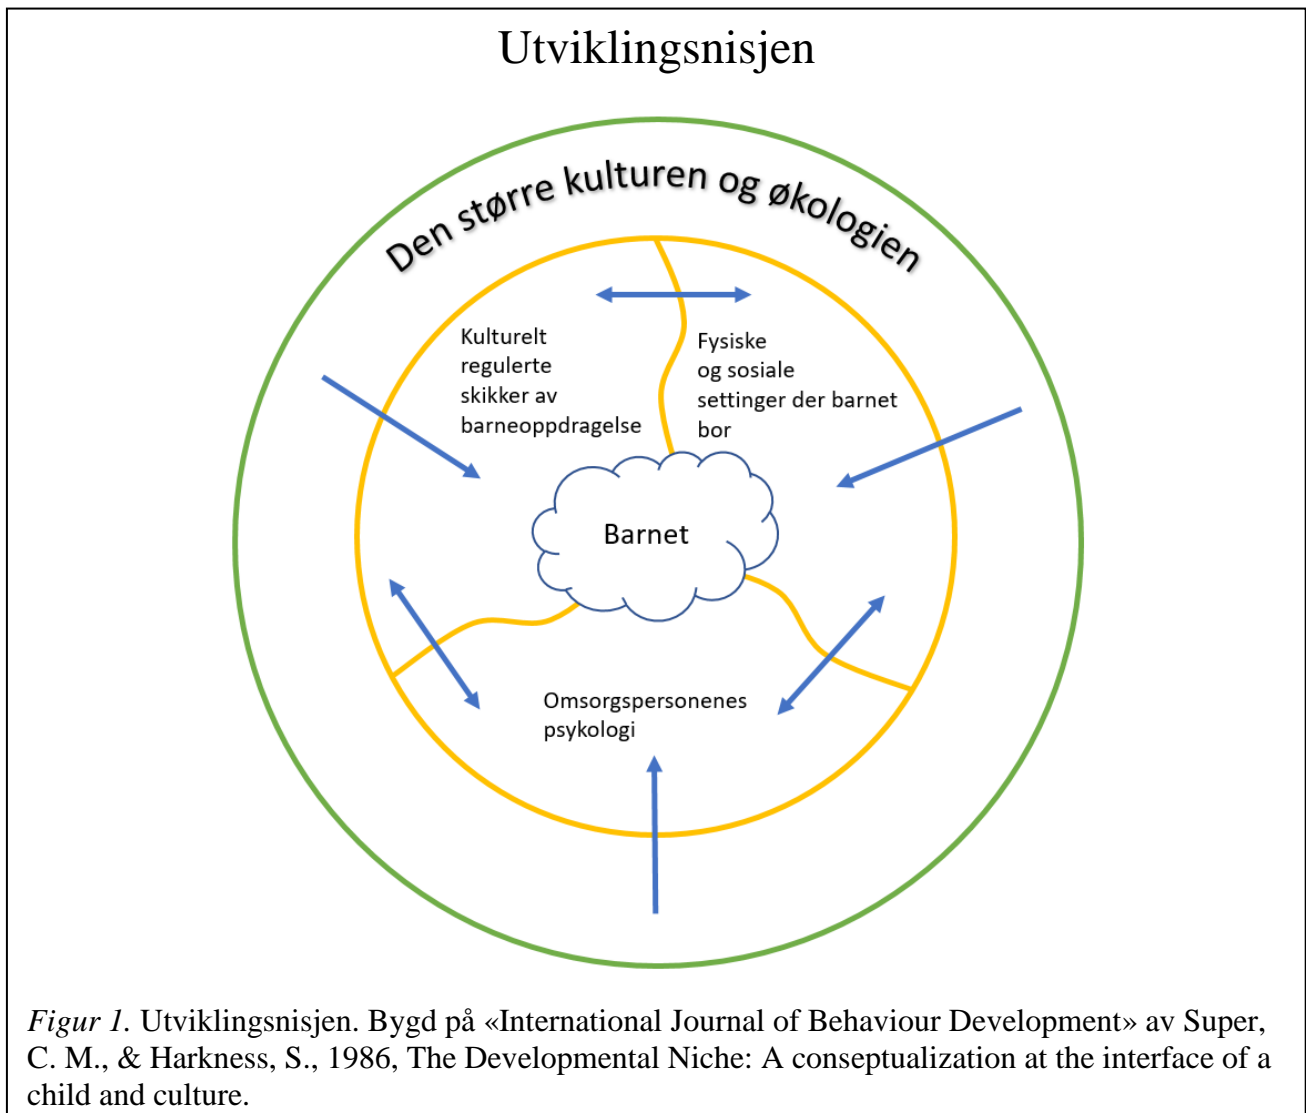 Utviklingsnisjen
Den større kulturen og økologien
Kulturelt
regulerte
skikker av
barneoppdragelse
Fysiske
og sosiale
settinger der barnet
bor
Barnet
Omsorgspersonenes
psykologi
Figur 1. Utviklingsnisjen. Bygd på «International Journal of Behaviour Development» av Super,
C. M., & Harkness, S., 1986, The Developmental Niche: A conseptualization at the interface of a
child and culture.